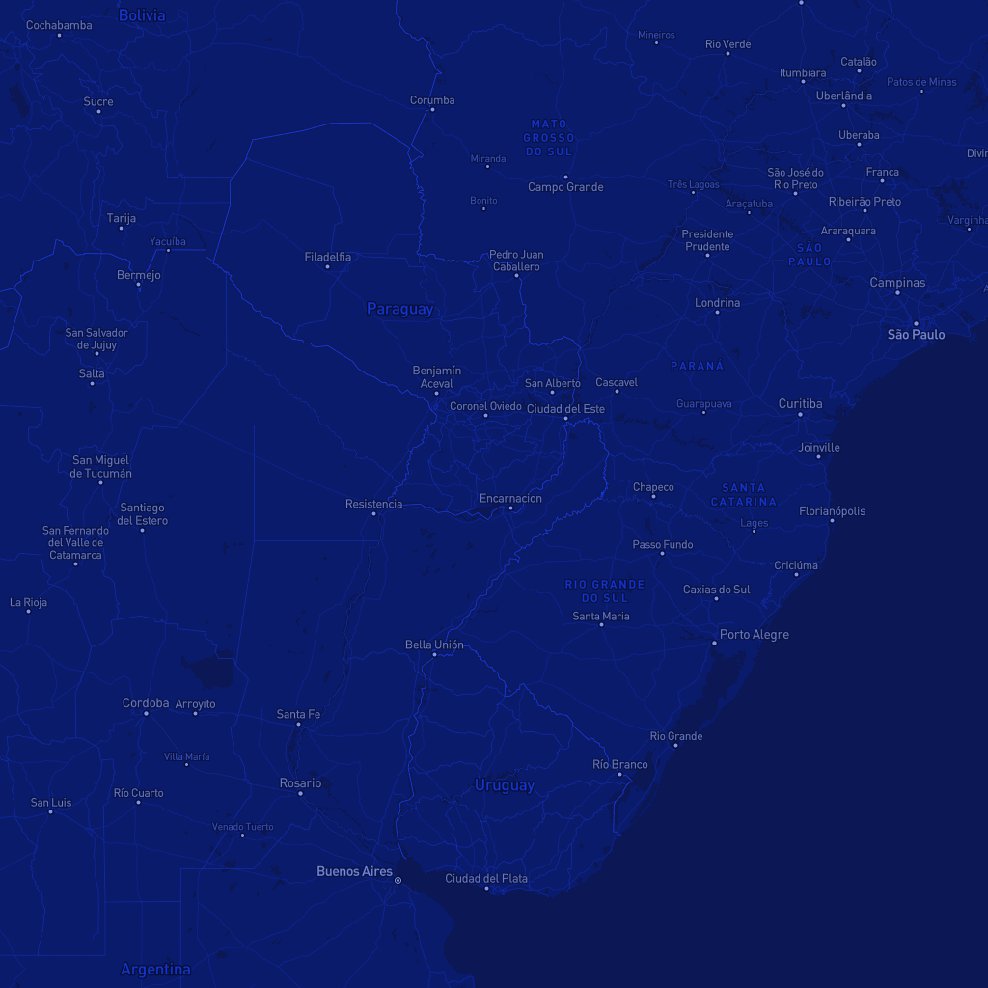 Bolivia
Cochabamba
Mineiros
Rio Verde
Catalão
Itumbiara
Patos de Minas
Sucre
Corumba
Uberlândia
MATO
GROSSO
DO SUL
Uberaba
Divin
Miranda
São José do
Rio Preto
Franca
Campo Grande
Três Lagoas
Bonito
Araçatuba
Ribeirão Preto
Tarija
Varginha
Presidente
Prudente
Araraquara
Yacuíba
SÃO
PAULO
Filadelfia
Pedro Juan
Caballero
Bermejo
Campinas
Londrina
Paraguay
San Salvador
de Jujuy
São Paulo
PARANÁ
Salta
Benjamín
Aceval
San Alberto
Cascavel
Coronel Oviedo
Ciudad del Este
Guarapuava
Curitiba
Joinville
San Miguel
de Tucumán
Chapeco
SANTA
CATARINA
Resistencia
Encarnación
Santiago
del Estero
Florianópolis
Lages
San Fernando
del Valle de
Catamarca
Passo Fundo
Criciúma
RIO GRANDE
DO SUL
Caxias do Sul
La Rioja
Santa Maria
Porto Alegre
Bella Unión
Cordoba
Arroyito
Santa Fe
Rio Grande
Villa María
Río Branco
Rosario
Uruguay
San Luis
Río Cuarto
Venado Tuerto
Buenos Aires
Ciudad del Plata
Argentina